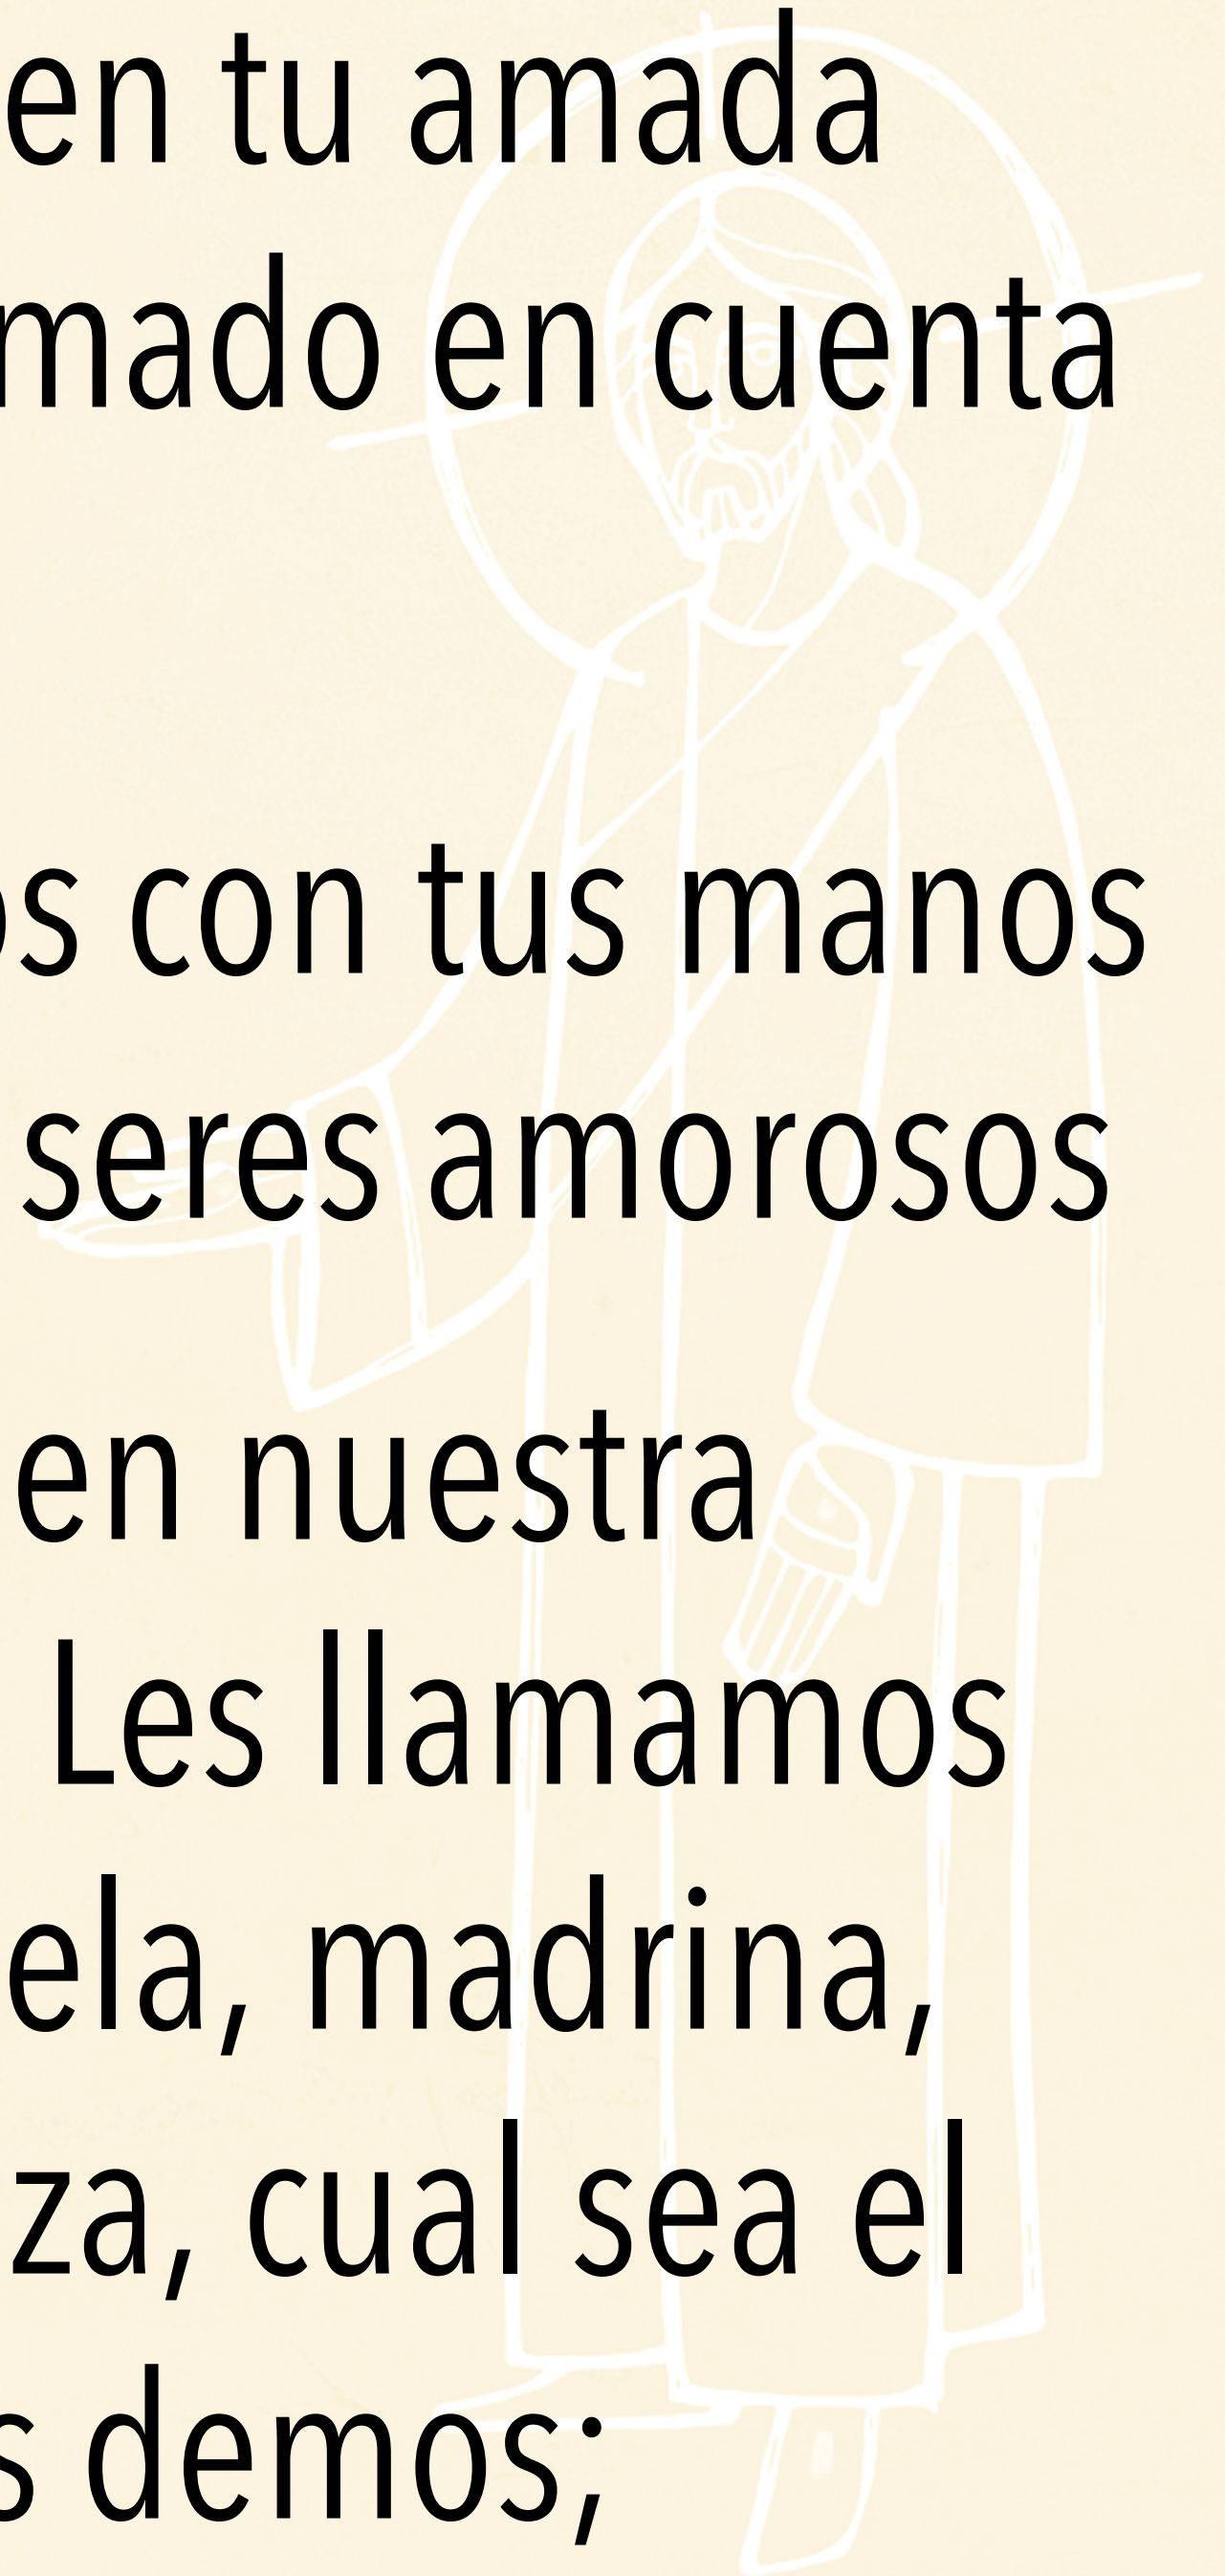 en tu amada
mado en cuenta
os con tus manos
seres amorosos
en nuestra
Les llamamos
ela, madrina,
za, cual sea el
s demos;